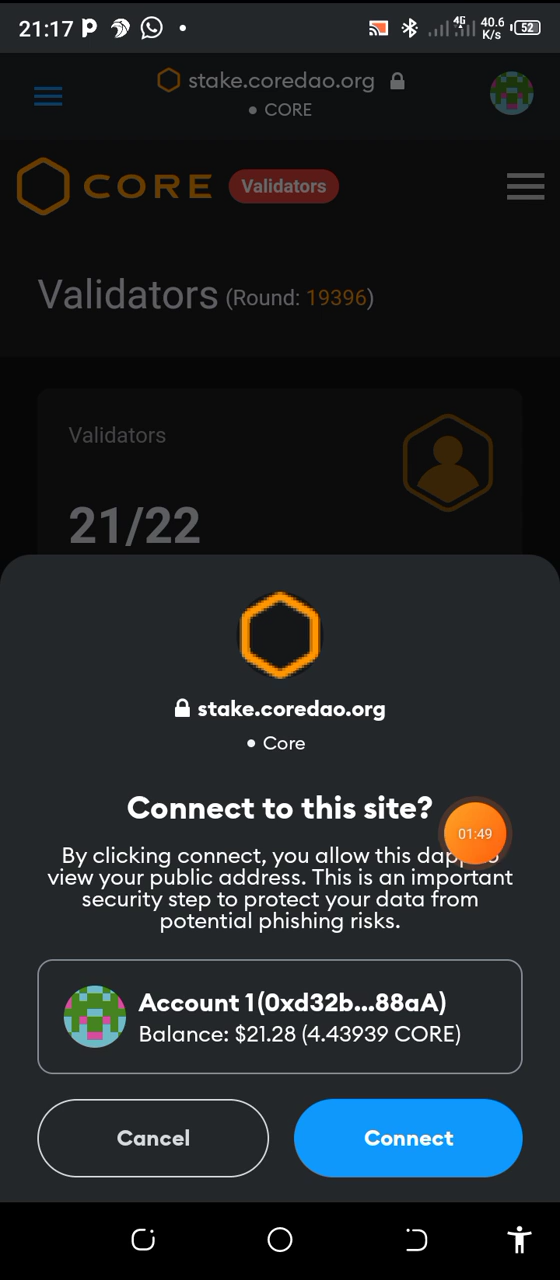 21:17
4G 40.6 K/s 52
stake.coredao.org
• CORE
CORE Validators
Validators (Round: 19396)
Validators
21/22
stake.coredao.org
• Core
Connect to this site?
01:49
By clicking connect, you allow this
view your public address. This is an important
security step to protect your data from
potential phishing risks.
Account 1(0xd32b...88aA)
Balance: $21.28 (4.43939 CORE)
Cancel Connect